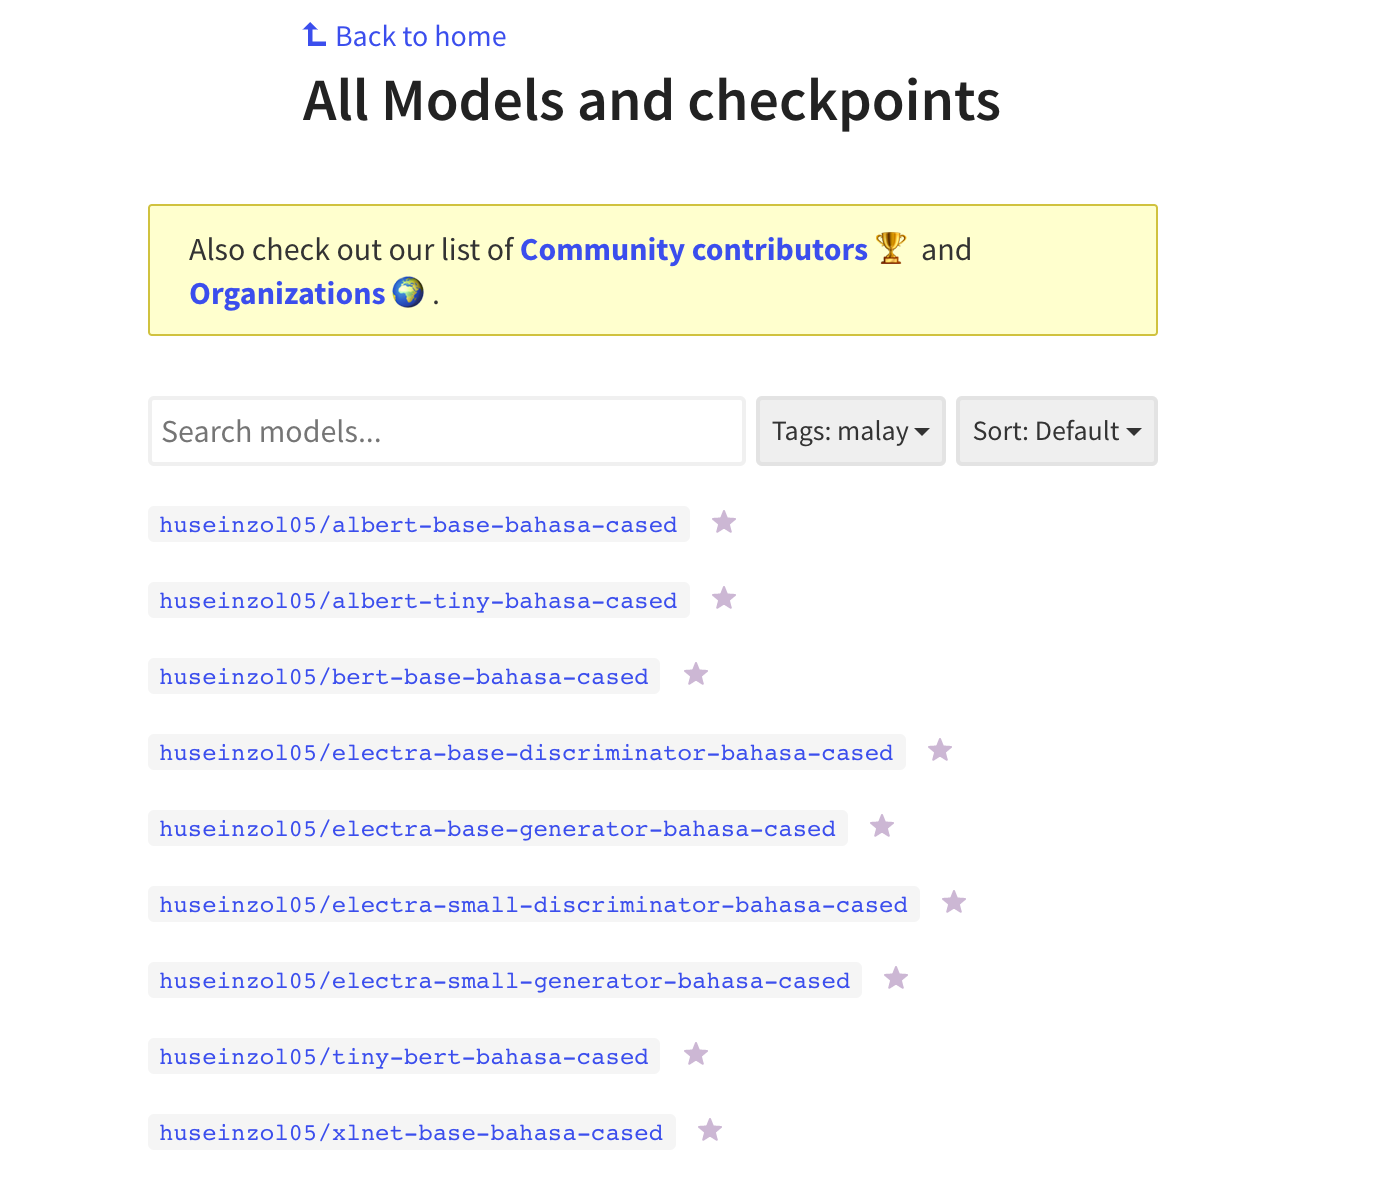 Back to home
All Models and checkpoints
Also check out our list of Community contributors 🏆 and
Organizations 🌍 .
Search models...
Tags: malay
Sort: Default
huseinzol05/albert-base-bahasa-cased
huseinzol05/albert-tiny-bahasa-cased
huseinzol05/bert-base-bahasa-cased
huseinzol05/electra-base-discriminator-bahasa-cased
huseinzol05/electra-base-generator-bahasa-cased
huseinzol05/electra-small-discriminator-bahasa-cased
huseinzol05/electra-small-generator-bahasa-cased
huseinzol05/tiny-bert-bahasa-cased
huseinzol05/xlnet-base-bahasa-cased